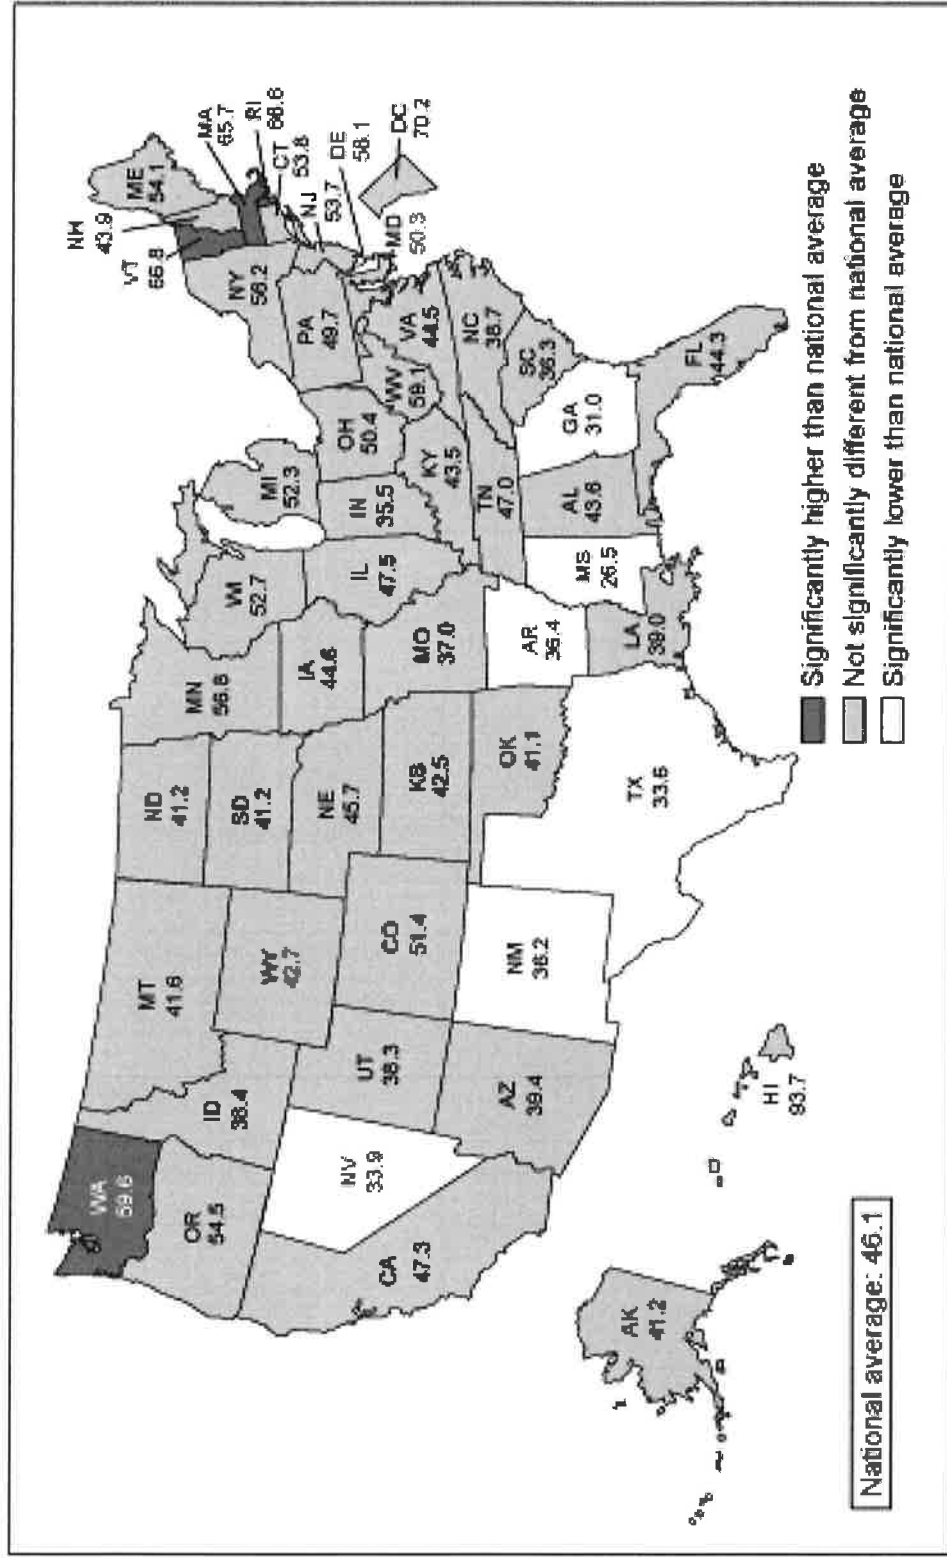 WA
59.6
OR
54.5
CA
47.3
NV
33.9
ID
38.4
MT
41.6
WY
42.7
UT
38.3
AZ
39.4
CO
51.4
NM
36.2
ND
41.2
SD
41.2
NE
45.7
KS
42.5
OK
41.1
TX
33.6
MN
56.8
IA
44.6
MO
37.0
AR
36.4
LA
39.0
WI
52.7
IL
47.5
MS
26.5
MI
52.3
IN
35.5
OH
50.4
KY
43.5
TN
47.0
AL
43.6
GA
31.0
FL
44.3
SC
36.3
NC
38.7
VA
44.5
WV
59.1
PA
49.7
NY
56.2
VT
66.8
NH
43.9
ME
54.1
MA
65.7
RI
66.6
CT
53.8
NJ
53.7
DE
58.1
MD
50.3
DC
70.2
AK
41.2
HI
93.7
National average: 46.1
Significantly higher than national average
Not significantly different from national average
Significantly lower than national average